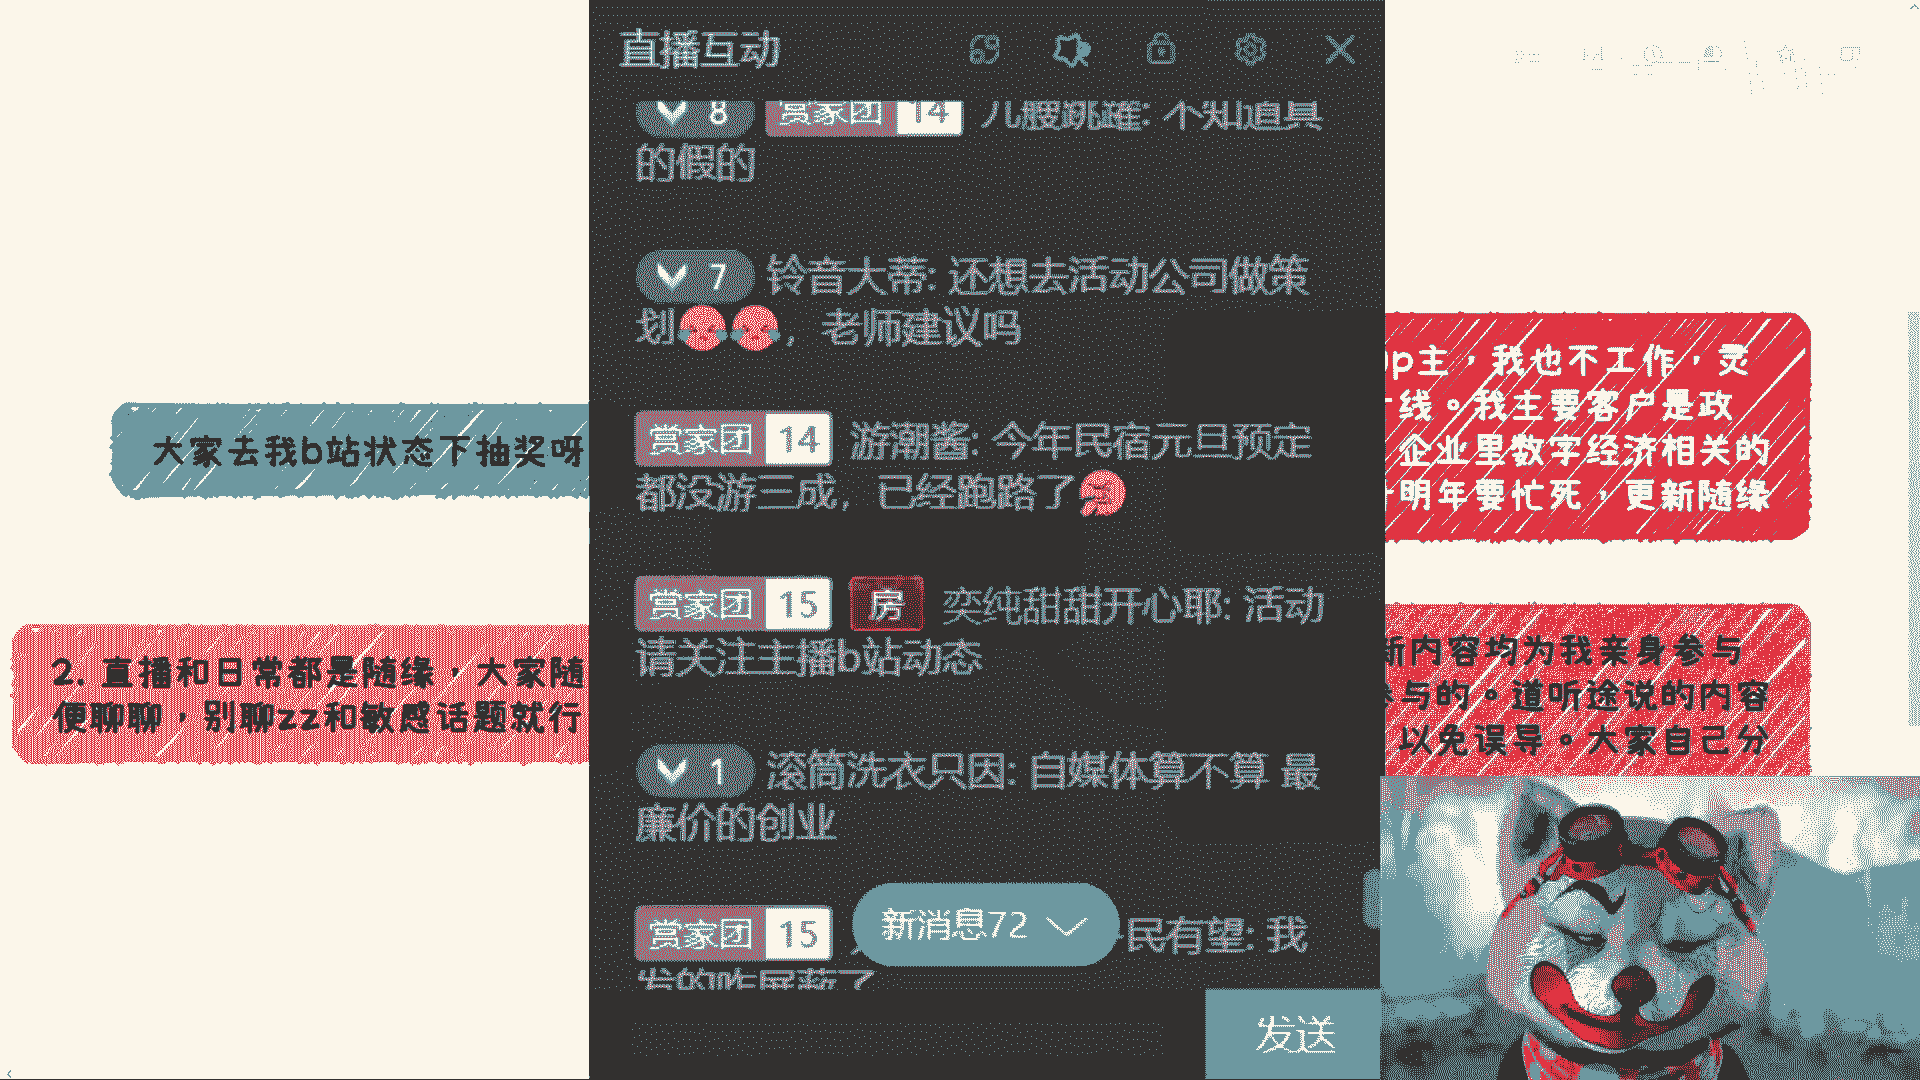 直播互动
8 赏家团 14
的假的
7 铃音大蒂: 还想去活动公司做策
划, 老师建议吗
赏家团 14 游潮酱: 今年民宿元旦预定
都没游三成, 已经跑路了
赏家团 15 房 奕纯甜甜开心耶: 活动
请关注主播b站动态
1 滚筒洗衣只因: 自媒体算不算 最
廉价的创业
赏家团 15 民有望: 我
新消息72
发送
大家去我b站状态下抽奖呀
2. 直播和日常都是随缘，大家随
便聊聊，别聊zz和敏感话题就行
p主，我也不工作，灵
线。我主要客户是政
企业里数字经济相关的
明年要忙死，更新随缘
新内容均为我亲身参与
参与的。道听途说的内容
以免误导。大家自己分